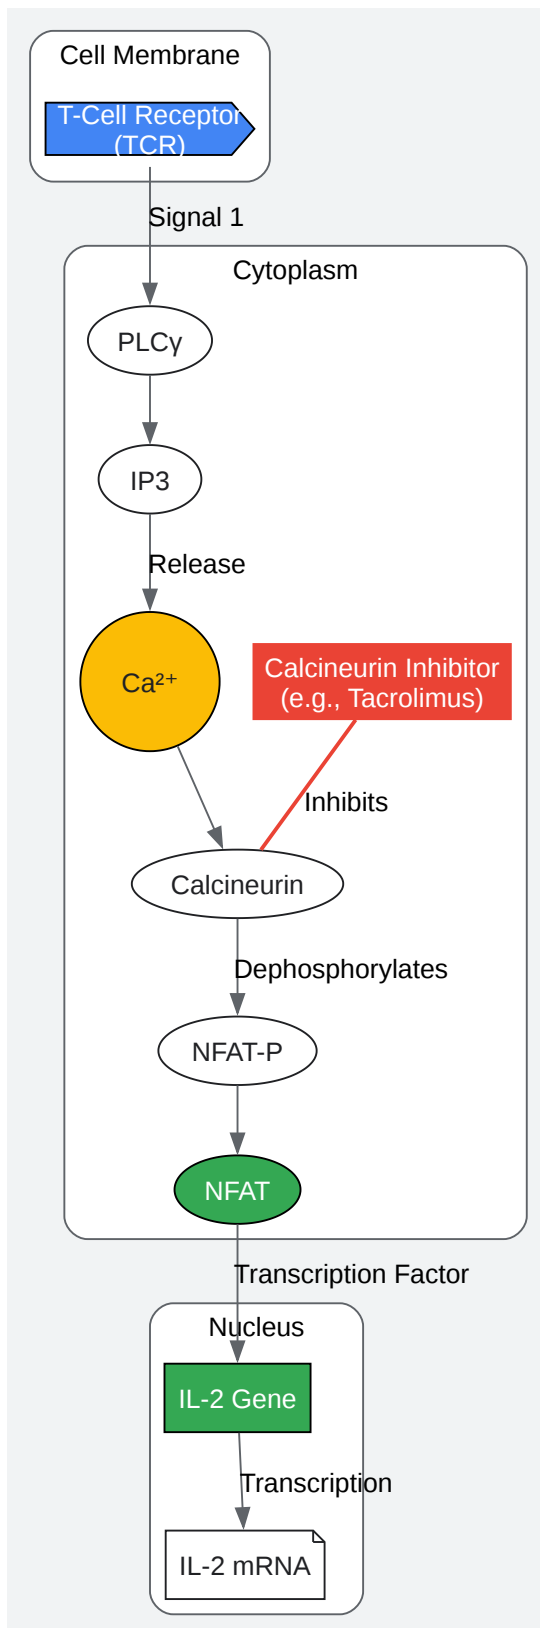 Cell Membrane
T-Cell Receptor
(TCR)
Signal 1
Cytoplasm
PLCγ
IP3
Release
Ca²⁺
Calcineurin Inhibitor
(e.g., Tacrolimus)
Inhibits
Calcineurin
Dephosphorylates
NFAT-P
NFAT
Transcription Factor
Nucleus
IL-2 Gene
Transcription
IL-2 mRNA